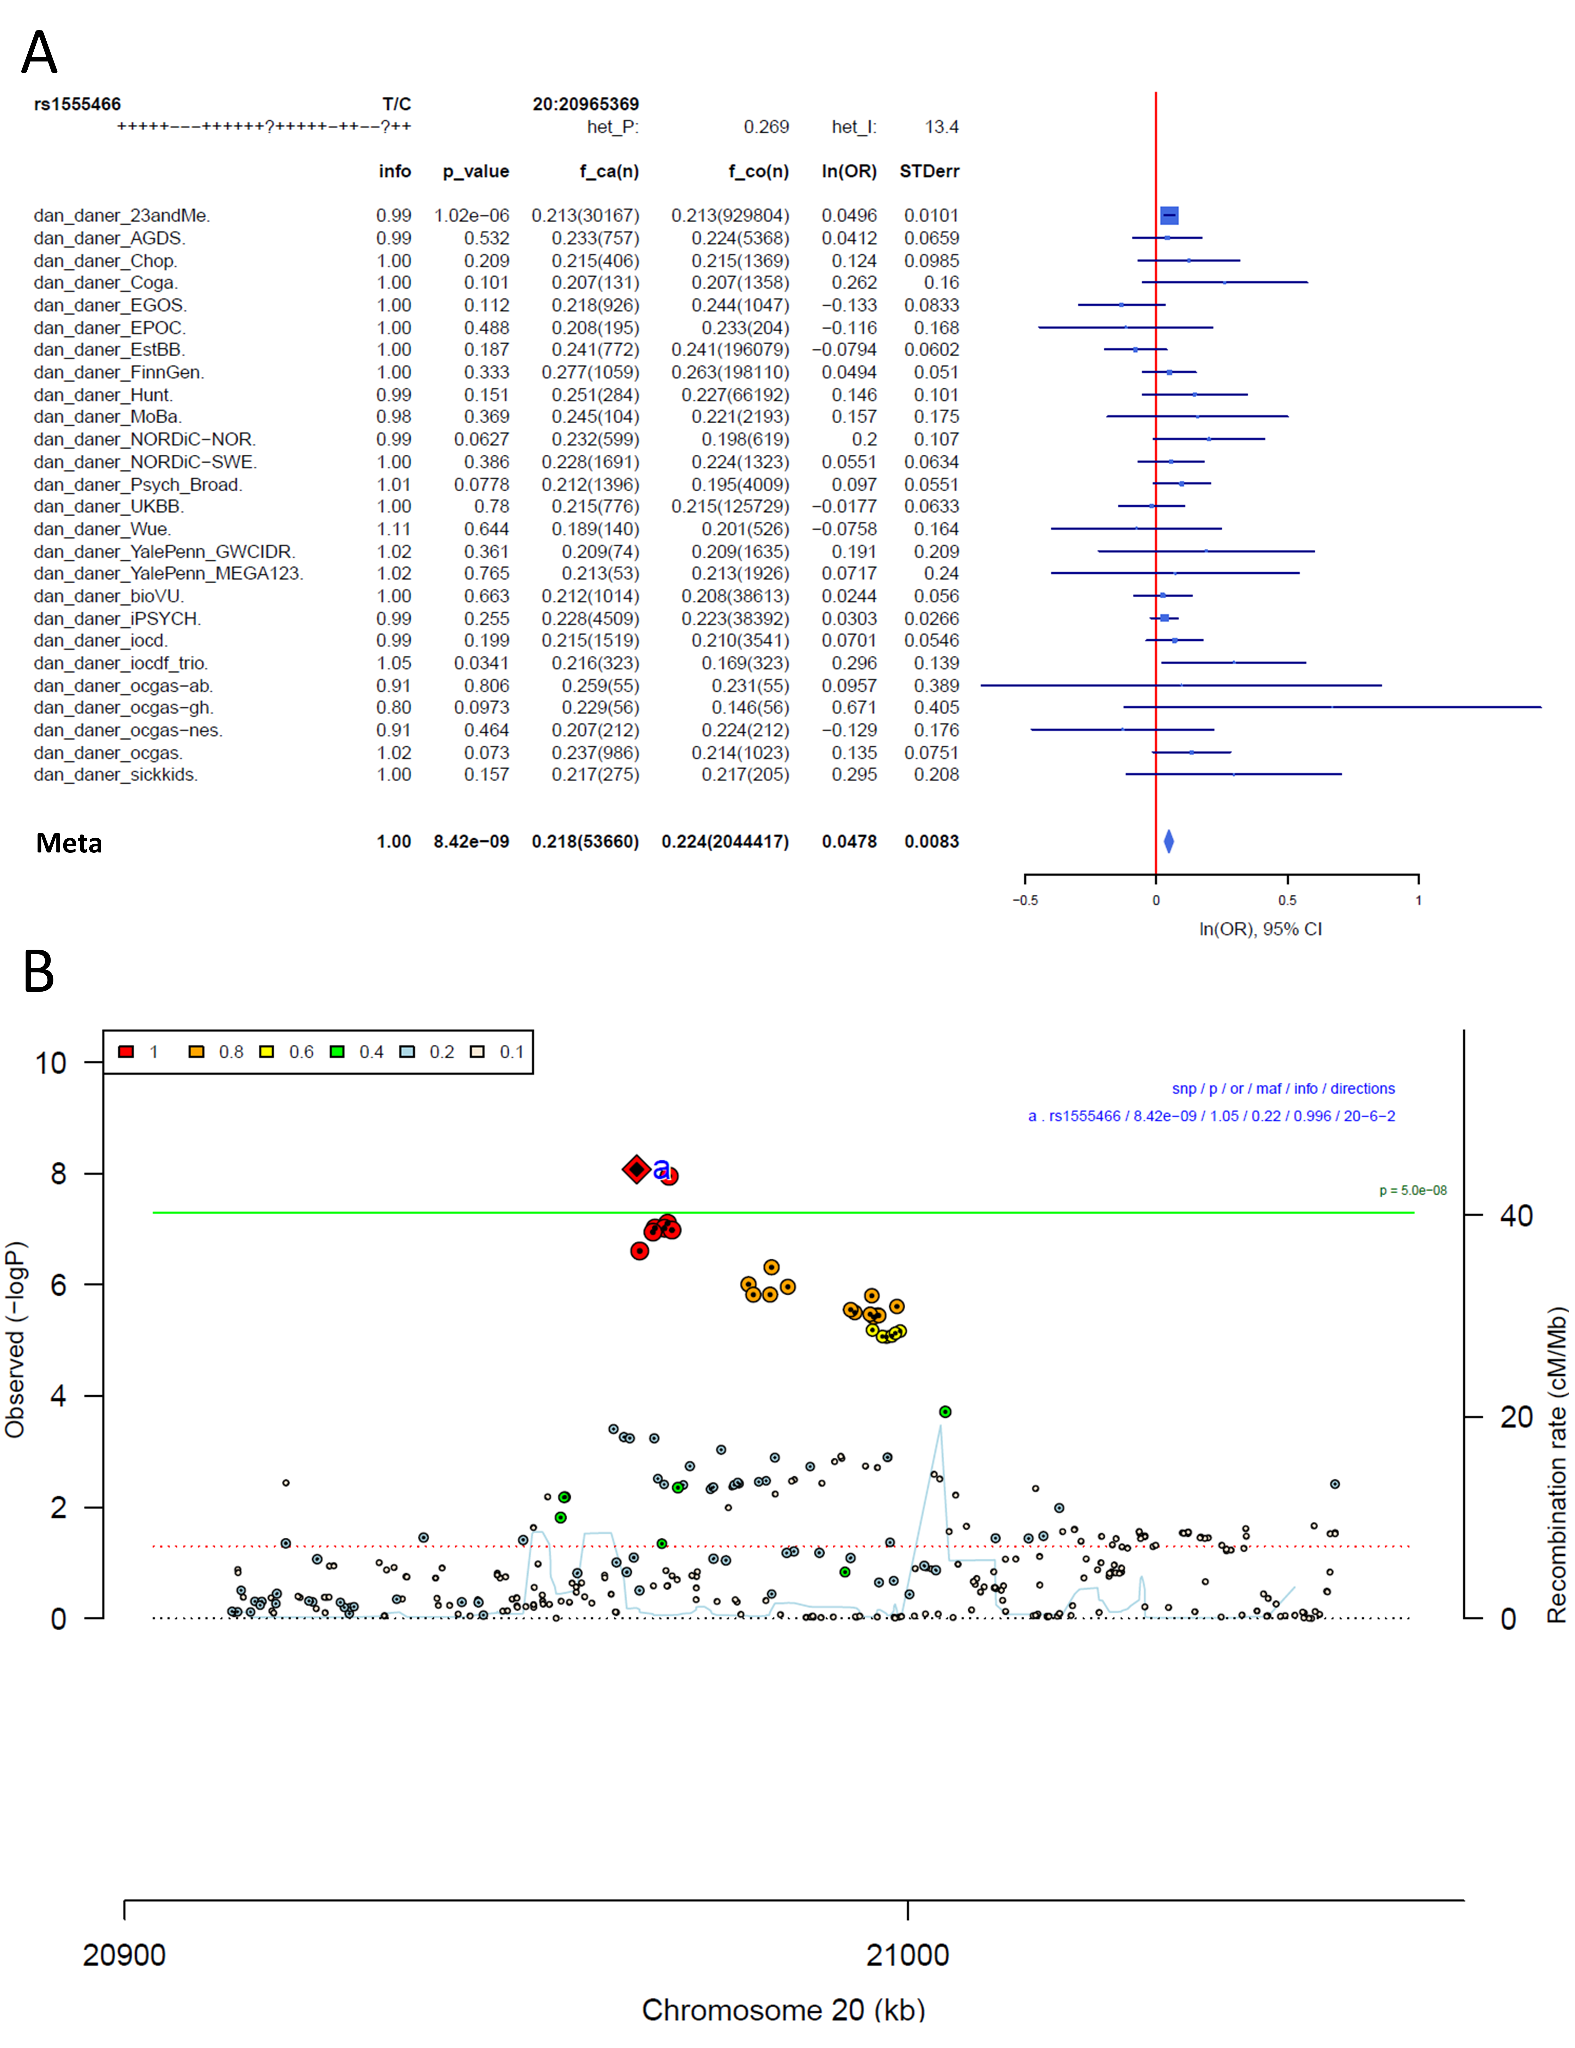 A
rs1555466 T/C 20:20965369
+++++−−−++++++?+++++−++−−?++ het_P: 0.269 het_I: 13.4
info p_value f_ca(n) f_co(n) ln(OR) STDerr
dan_daner_23andMe. 0.99 1.02e−06 0.213(30167) 0.213(929804) 0.0496 0.0101
dan_daner_AGDS. 0.99 0.532 0.233(757) 0.224(5368) 0.0412 0.0659
dan_daner_Chop. 1.00 0.209 0.215(406) 0.215(1369) 0.124 0.0985
dan_daner_Coga. 1.00 0.101 0.207(131) 0.207(1358) 0.262 0.16
dan_daner_EGOS. 1.00 0.112 0.218(926) 0.244(1047) −0.133 0.0833
dan_daner_EPOC. 1.00 0.488 0.208(195) 0.233(204) −0.116 0.168
dan_daner_EstBB. 1.00 0.187 0.241(772) 0.241(196079) −0.0794 0.0602
dan_daner_FinnGen. 1.00 0.333 0.277(1059) 0.263(198110) 0.0494 0.051
dan_daner_Hunt. 0.99 0.151 0.251(284) 0.227(66192) 0.146 0.101
dan_daner_MoBa. 0.98 0.369 0.245(104) 0.221(2193) 0.157 0.175
dan_daner_NORDiC−NOR. 0.99 0.0627 0.232(599) 0.198(619) 0.2 0.107
dan_daner_NORDiC−SWE. 1.00 0.386 0.228(1691) 0.224(1323) 0.0551 0.0634
dan_daner_Psych_Broad. 1.01 0.0778 0.212(1396) 0.195(4009) 0.097 0.0551
dan_daner_UKBB. 1.00 0.78 0.215(776) 0.215(125729) −0.0177 0.0633
dan_daner_Wue. 1.11 0.644 0.189(140) 0.201(526) −0.0758 0.164
dan_daner_YalePenn_GWCIDR. 1.02 0.361 0.209(74) 0.209(1635) 0.191 0.209
dan_daner_YalePenn_MEGA123. 1.02 0.765 0.213(53) 0.213(1926) 0.0717 0.24
dan_daner_bioVU. 1.00 0.663 0.212(1014) 0.208(38613) 0.0244 0.056
dan_daner_iPSYCH. 0.99 0.255 0.228(4509) 0.223(38392) 0.0303 0.0266
dan_daner_iocd. 0.99 0.199 0.215(1519) 0.210(3541) 0.0701 0.0546
dan_daner_iocdf_trio. 1.05 0.0341 0.216(323) 0.169(323) 0.296 0.139
dan_daner_ocgas−ab. 0.91 0.806 0.259(55) 0.231(55) 0.0957 0.389
dan_daner_ocgas−gh. 0.80 0.0973 0.229(56) 0.146(56) 0.671 0.405
dan_daner_ocgas−nes. 0.91 0.464 0.207(212) 0.224(212) −0.129 0.176
dan_daner_ocgas. 1.02 0.073 0.237(986) 0.214(1023) 0.135 0.0751
dan_daner_sickkids. 1.00 0.157 0.217(275) 0.217(205) 0.295 0.208
Meta 1.00 8.42e−09 0.218(53660) 0.224(2044417) 0.0478 0.0083
−0.5 0 0.5 1
ln(OR), 95% CI
B
1 0.8 0.6 0.4 0.2 0.1
snp / p / or / maf / info / directions
a . rs1555466 / 8.42e−09 / 1.05 / 0.22 / 0.996 / 20−6−2
a
p = 5.0e−08
10
8
6
4
2
0
Observed (−logP)
40
20
0
Recombination rate (cM/Mb)
20900 21000
Chromosome 20 (kb)